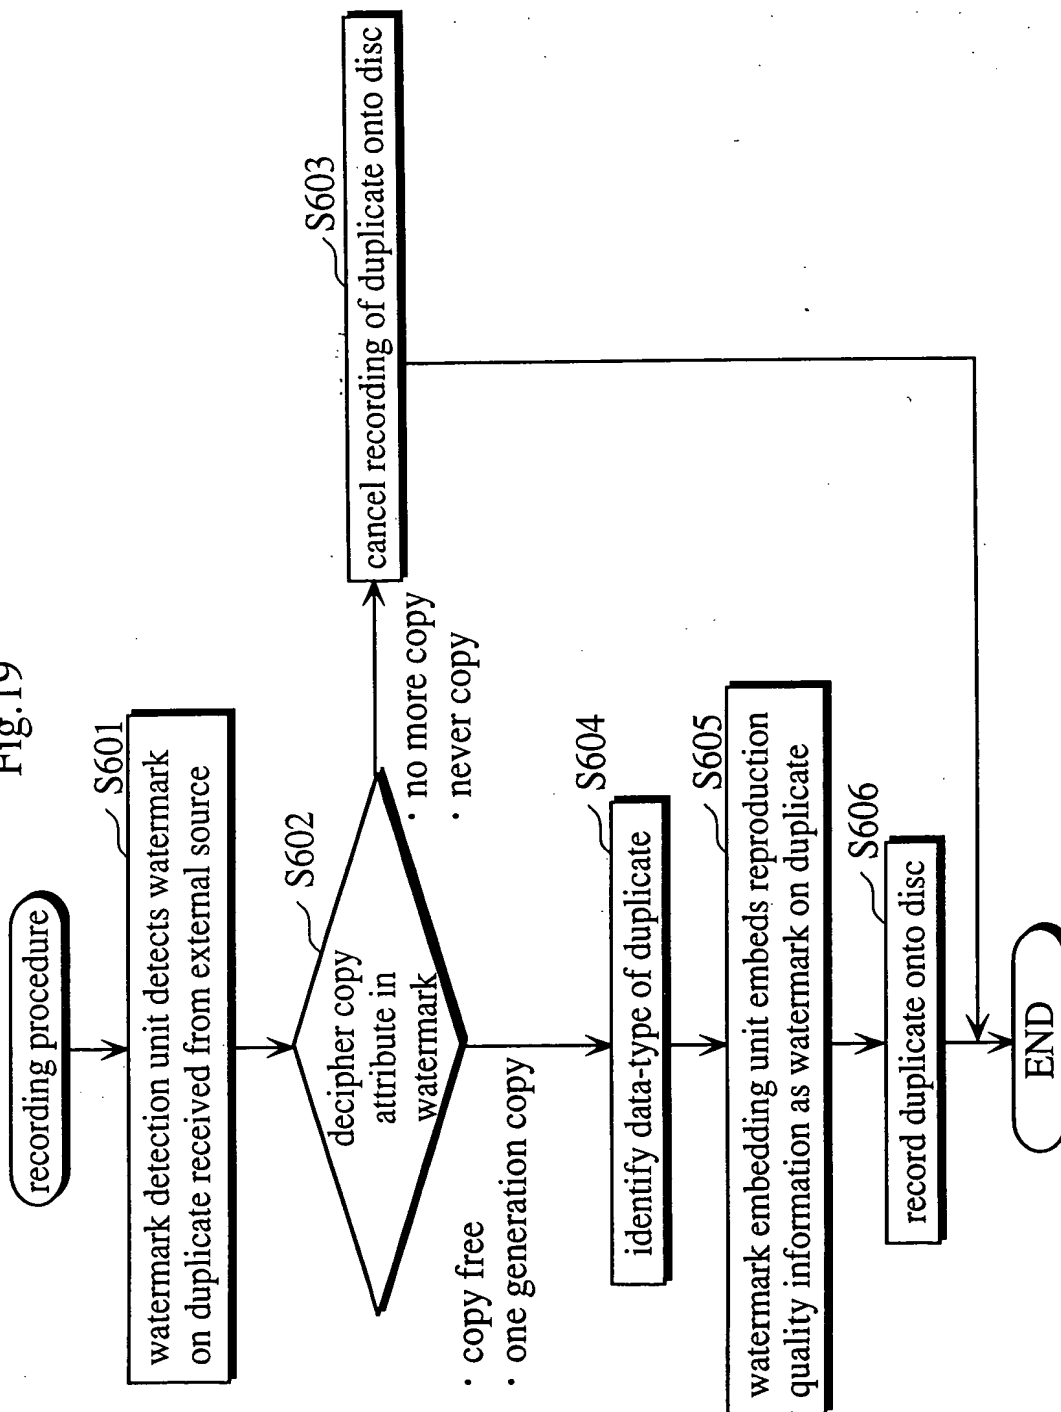 Fig.19
recording procedure
S601
watermark detection unit detects watermark
on duplicate received from external source
S602
decipher copy
attribute in
watermark
· no more copy
· never copy
S603
cancel recording of duplicate onto disc
· copy free
· one generation copy
S604
identify data-type of duplicate
S605
watermark embedding unit embeds reproduction
quality information as watermark on duplicate
S606
record duplicate onto disc
END